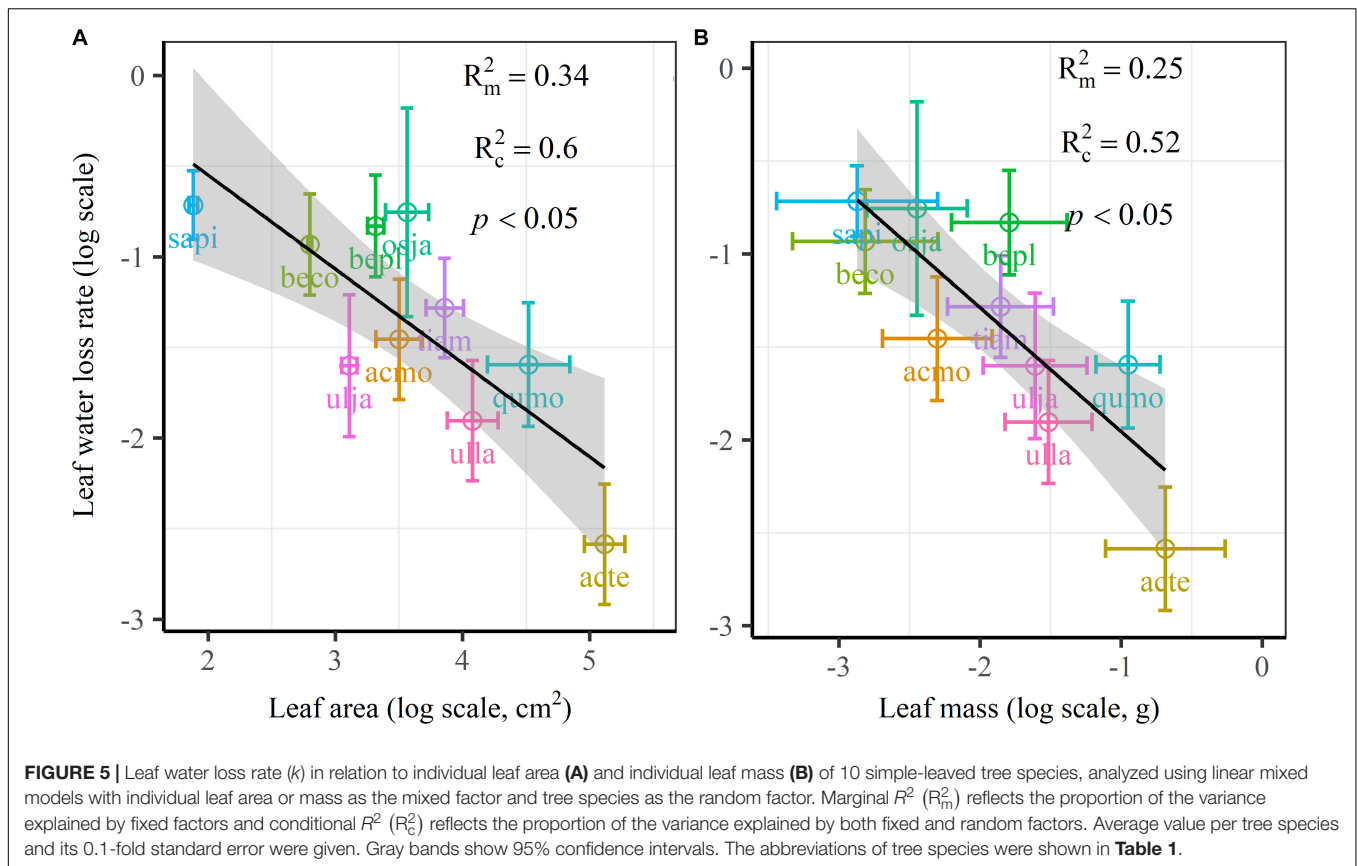 A
B
0
-1
-2
-3
R²m = 0.34
R²c = 0.6
p < 0.05
sapi
beco
bepl
osja
ulja
acmo
tiam
ulla
qumo
acte
2 3 4 5
Leaf water loss rate (log scale)
Leaf area (log scale, cm²)
0
-1
-2
-3
R²m = 0.25
R²c = 0.52
p < 0.05
sapi
osja
beco
bepl
acmo
tiam
ulja
ulla
qumo
acte
-3 -2 -1 0
Leaf mass (log scale, g)
FIGURE 5 | Leaf water loss rate (k) in relation to individual leaf area (A) and individual leaf mass (B) of 10 simple-leaved tree species, analyzed using linear mixed
models with individual leaf area or mass as the mixed factor and tree species as the random factor. Marginal R² (R²m) reflects the proportion of the variance
explained by fixed factors and conditional R² (R²c) reflects the proportion of the variance explained by both fixed and random factors. Average value per tree species
and its 0.1-fold standard error were given. Gray bands show 95% confidence intervals. The abbreviations of tree species were shown in Table 1.